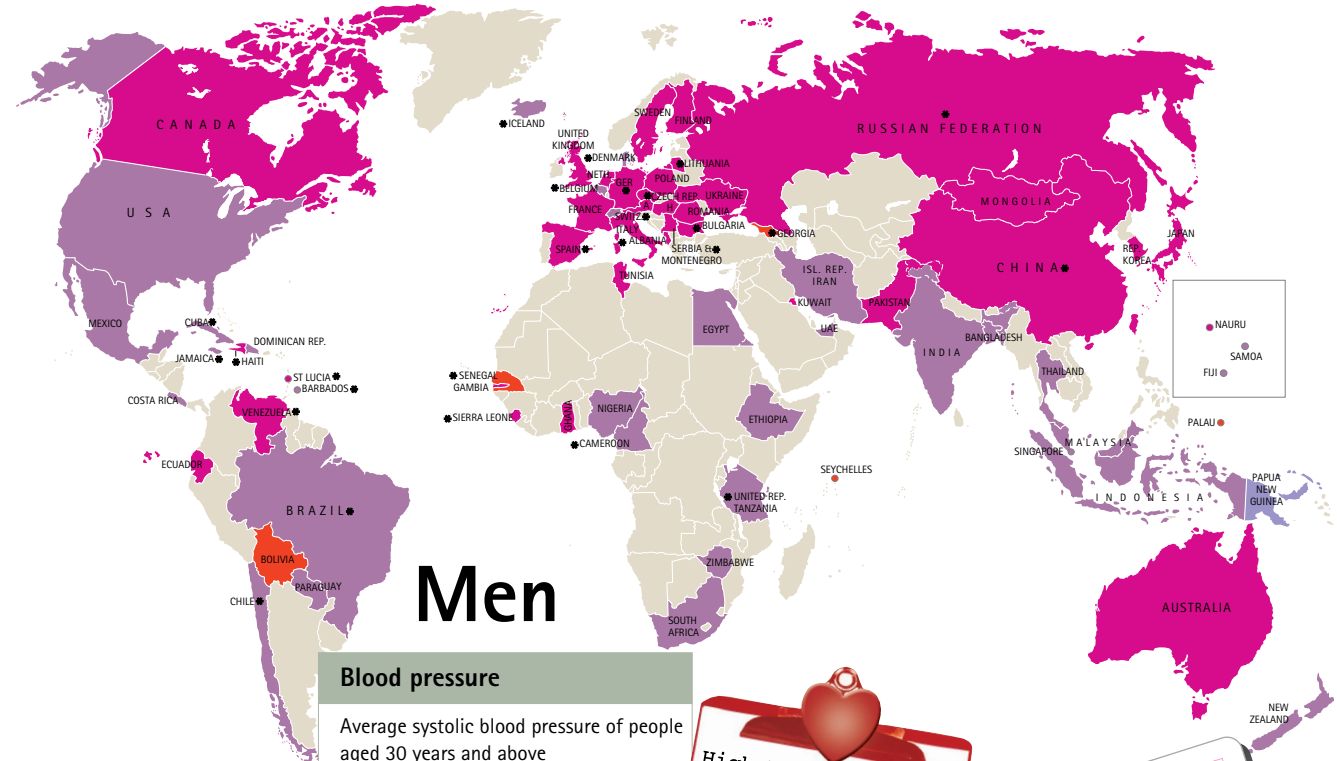 CANADA
USA
MEXICO
CUBA
DOMINICAN REP.
JAMAICA
HAITI
ST LUCIA
BARBADOS
COSTA RICA
VENEZUELA
ECUADOR
BRAZIL
BOLIVIA
PARAGUAY
CHILE
ICELAND
UNITED
KINGDOM
DENMARK
SWEDEN
FINLAND
LITHUANIA
NETH.
BELGIUM
GER
POLAND
CZECH REP.
UKRAINE
FRANCE
A
H
ROMANIA
SWITZ
ITALY
BULGARIA
ALBANIA
SPAIN
SERBIA &
MONTENEGRO
GEORGIA
TUNISIA
RUSSIAN FEDERATION
MONGOLIA
CHINA
REP.
KOREA
JAPAN
ISL. REP.
IRAN
KUWAIT
PAKISTAN
UAE
EGYPT
INDIA
BANGLADESH
THAILAND
SENEGAL
GAMBIA
SIERRA LEONE
GHANA
NIGERIA
CAMEROON
ETHIOPIA
UNITED REP.
TANZANIA
SEYCHELLES
ZIMBABWE
SOUTH
AFRICA
MALAYSIA
SINGAPORE
INDONESIA
NAURU
SAMOA
FIJI
PALAU
PAPUA
NEW
GUINEA
AUSTRALIA
NEW
ZEALAND
Men
Blood pressure
Average systolic blood pressure of people
aged 30 years and above